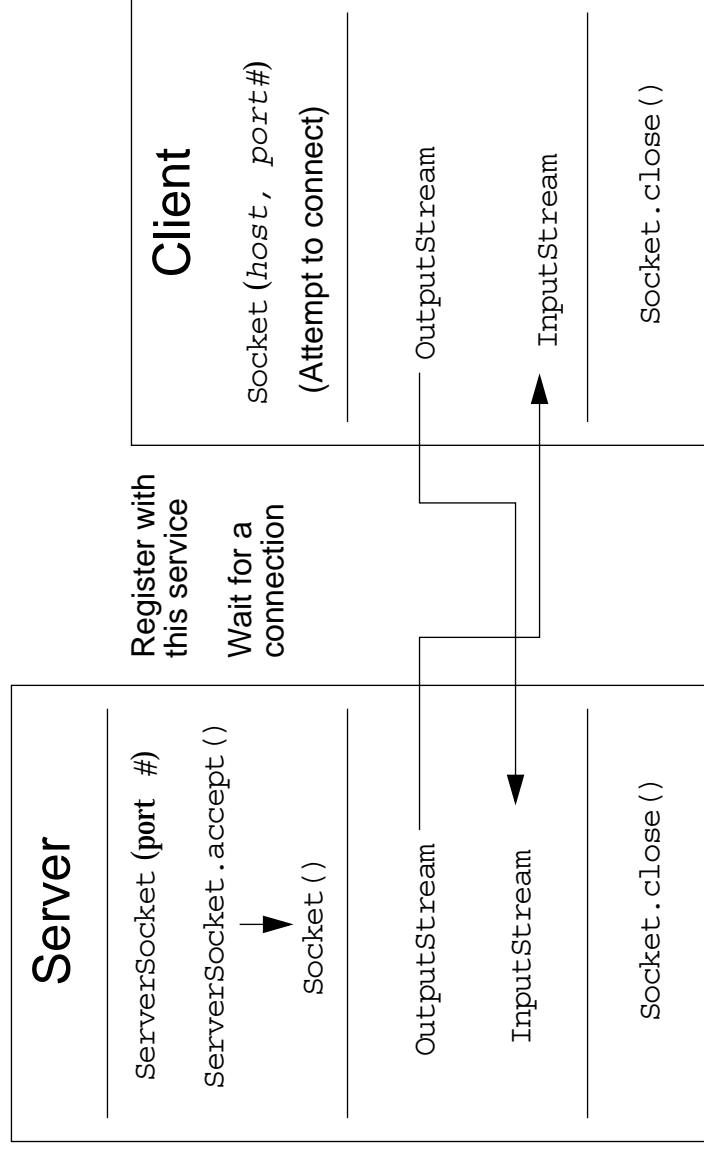 Server
ServerSocket (port #)
ServerSocket.accept()
Socket()
OutputStream
InputStream
Socket.close()
Register with
this service
Wait for a
connection
Client
Socket(host, port#)
(Attempt to connect)
OutputStream
InputStream
Socket.close()